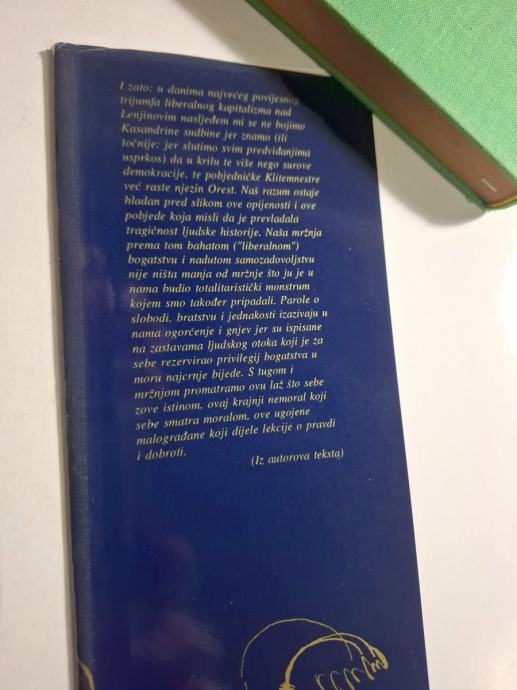 I zato: u danima najvećeg povijesnog
trijumfa liberalnog kapitalizma nad
Lenjinovim nasljeđem mi se ne bojimo
Kasandrine sudbine jer znamo (ili
točnije: jer slutimo svim predviđanjima
usprkos) da u krilu te više nego surove
demokracije, te pobjedničke Klitemnestre
već raste njezin Orest. Naš razum ostaje
hladan pred slikom ove opijenosti i ove
pobjede koja misli da je prevladala
tragičnost ljudske historije. Naša mržnja
prema tom bahatom ("liberalnom")
bogatstvu i nadutom samozadovoljstvu
nije ništa manja od mržnje što ju je u
nama budio totalitaristički monstrum
kojem smo također pripadali. Parole o
slobodi, bratstvu i jednakosti izazivaju u
nama ogorčenje i gnjev jer su ispisane
na zastavama ljudskog otoka koji je za
sebe rezervirao privilegij bogatstva u
moru najcrnje bijede. S tugom i
mržnjom promatramo ovu laž što sebe
zove istinom, ovaj krajnji nemoral koji
sebe smatra moralom, ove ugojene
malograđane koji dijele lekcije o pravdi
i dobroti.
(Iz autorova teksta)